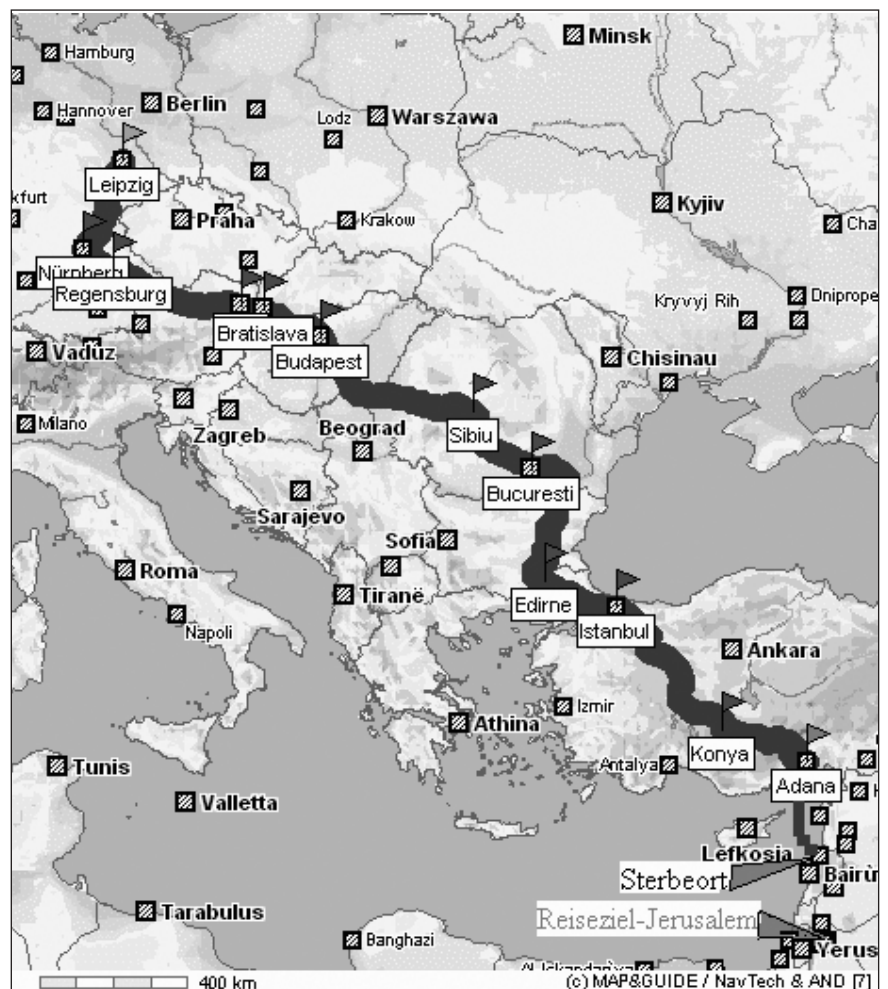 Minsk
Hamburg
Berlin
Hannover
Lodz
Warszawa
Leipzig
kfurt
Praha
Krakow
Kyjiv
Cha
Nürnberg
Regensburg
Kryvyj Rih
Dniprope
Bratislava
Vaduz
Budapest
Chisinau
Milano
Zagreb
Beograd
Sibiu
Bucuresti
Sarajevo
Sofia
Roma
Tiranë
Edirne
Istanbul
Napoli
Ankara
Izmir
Athina
Konya
Tunis
Antalya
Adana
Valletta
Lefkosia
Sterbeort
Bairù
Reiseziel-Jerusalem
Tarabulus
Banghazi
Yerus
400 km
(c) MAP&GUIDE / NavTech & AND [7]